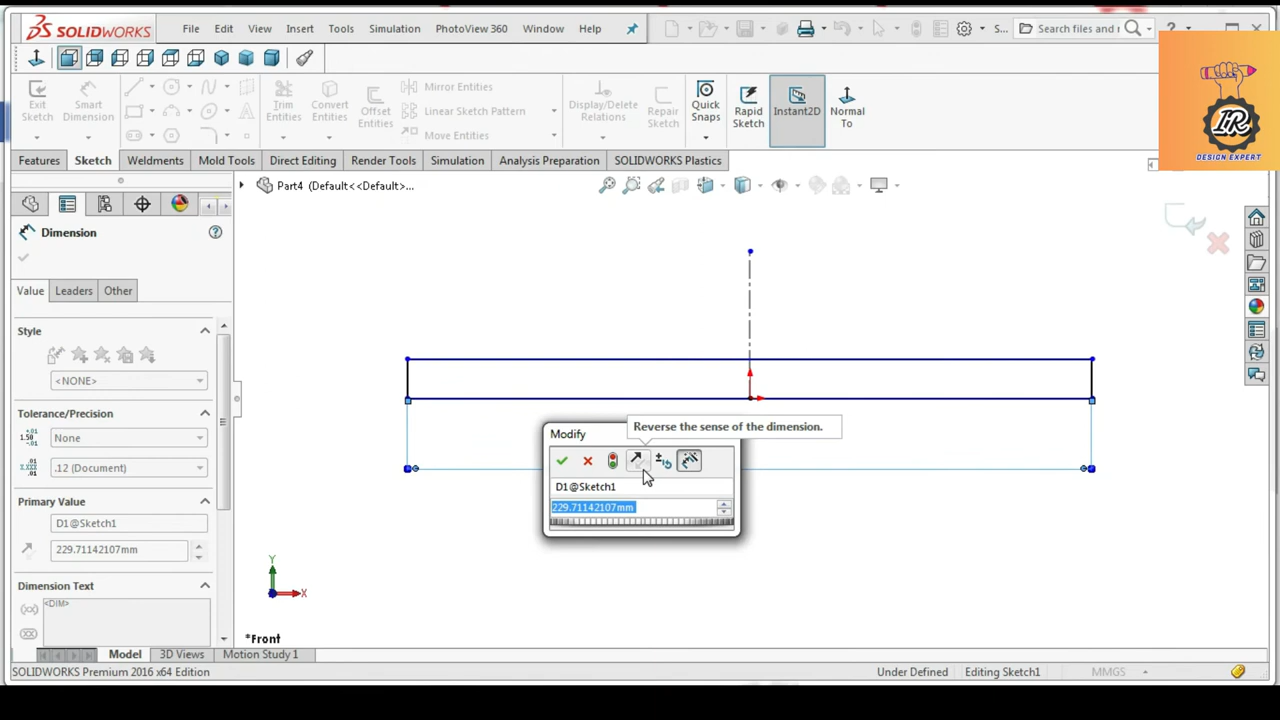 SOLIDWORKS
File Edit View Insert Tools Simulation PhotoView 360 Window Help
S...
Search files and r
Exit Sketch
Smart Dimension
Trim Entities
Convert Entities
Offset Entities
Mirror Entities
Linear Sketch Pattern
Move Entities
Display/Delete Relations
Repair Sketch
Quick Snaps
Rapid Sketch
Instant2D
Normal To
IR
DESIGN EXPERT
Features Sketch Weldments Mold Tools Direct Editing Render Tools Simulation Analysis Preparation SOLIDWORKS Plastics
Part4 (Default<<Default>...
Dimension
Value Leaders Other
Style
<NONE>
Tolerance/Precision
None
.12 (Document)
Primary Value
D1@Sketch1
229.71142107mm
Dimension Text
<DIM>
Modify
Reverse the sense of the dimension.
D1@Sketch1
229.71142107mm
Y
X
*Front
Model 3D Views Motion Study 1
SOLIDWORKS Premium 2016 x64 Edition
Under Defined Editing Sketch1 MMGS